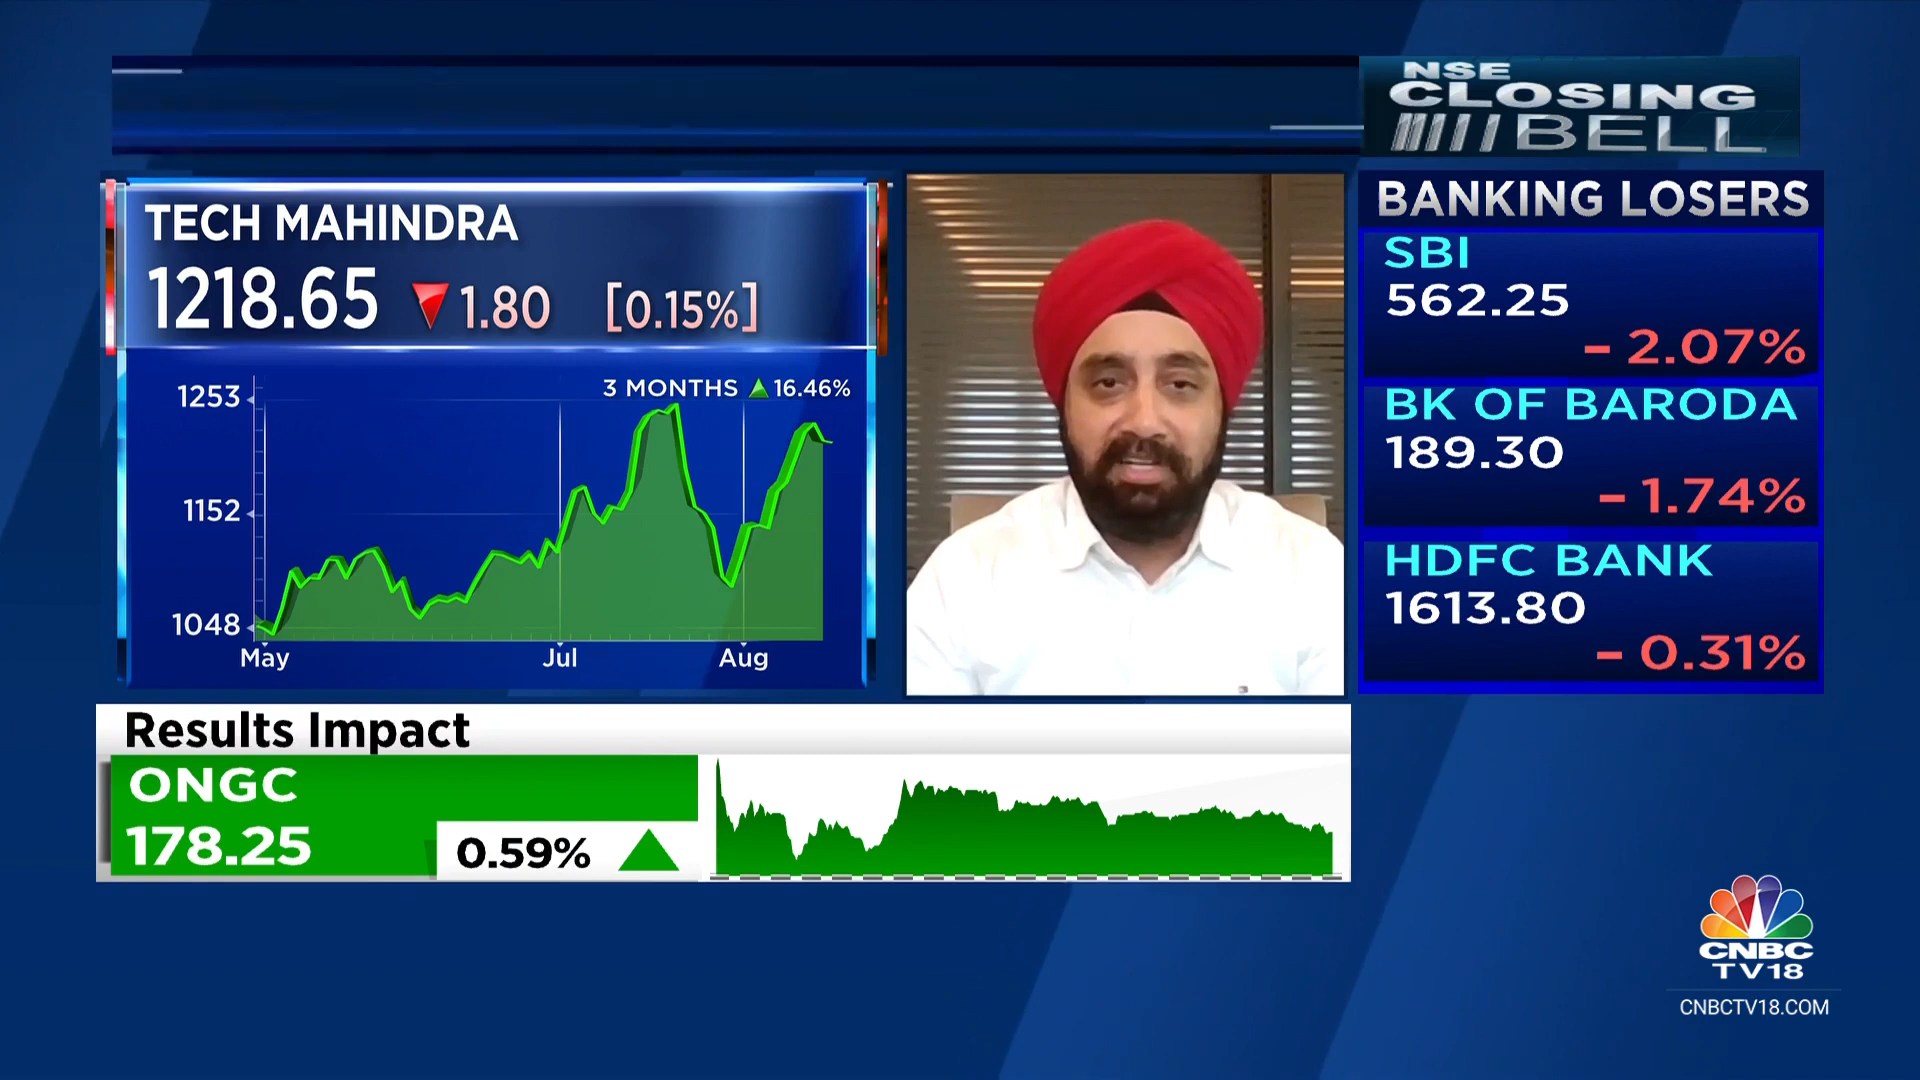 NSE
CLOSING
BELL
TECH MAHINDRA
1218.65 ▼1.80 [0.15%]
3 MONTHS ▲16.46%
1253
1152
1048
May Jul Aug
BANKING LOSERS
SBI
562.25
– 2.07%
BK OF BARODA
189.30
– 1.74%
HDFC BANK
1613.80
– 0.31%
Results Impact
ONGC
178.25
0.59% ▲
CNBC
TV18
CNBCTV18.COM